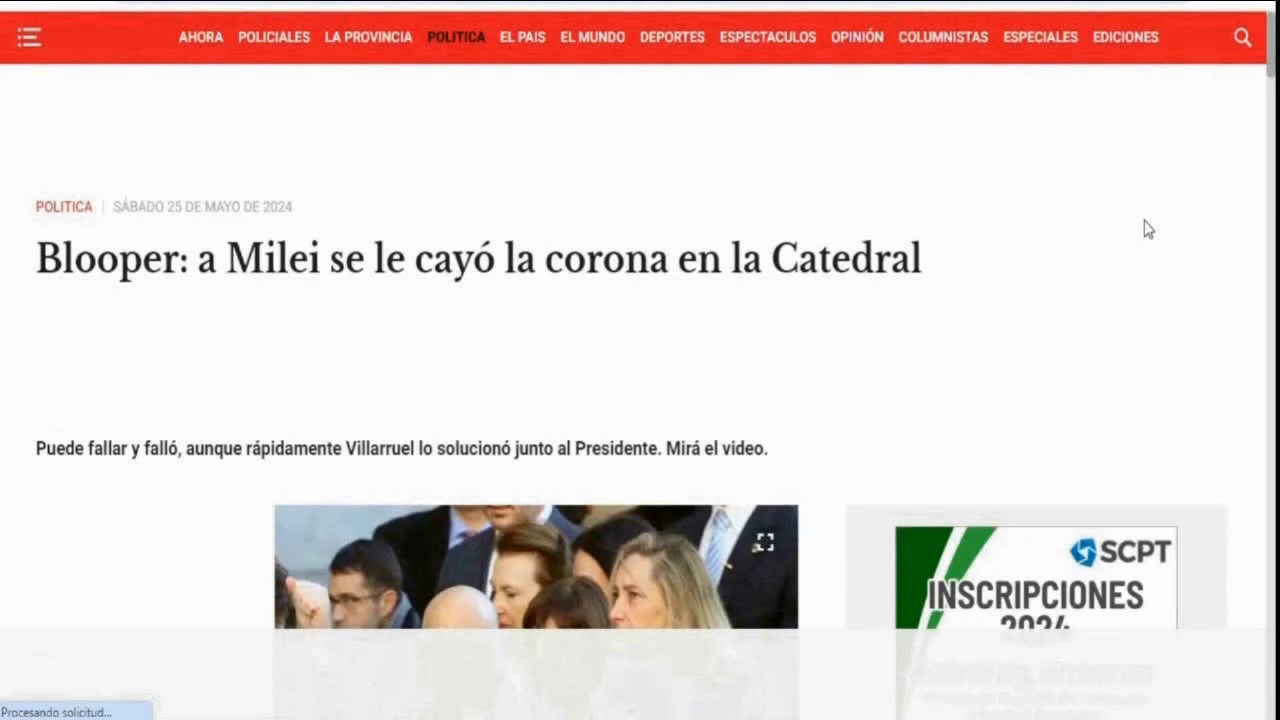 AHORA POLICIALES LA PROVINCIA POLITICA EL PAIS EL MUNDO DEPORTES ESPECTACULOS OPINIÓN COLUMNISTAS ESPECIALES EDICIONES
POLITICA | SÁBADO 25 DE MAYO DE 2024
Blooper: a Milei se le cayó la corona en la Catedral
Puede fallar y falló, aunque rápidamente Villarruel lo solucionó junto al Presidente. Mirá el video.
SCPT
INSCRIPCIONES
2024
Procesando solicitud...